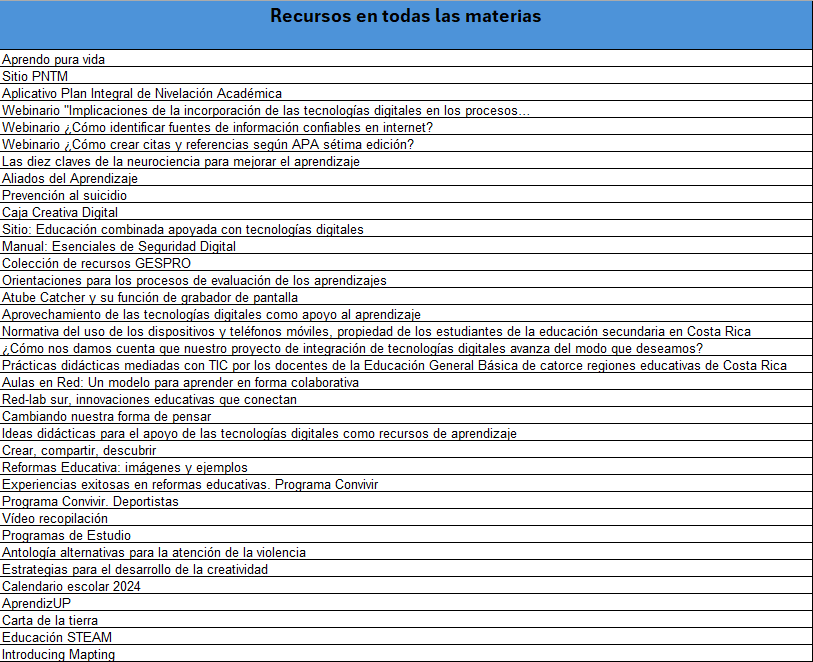 Recursos en todas las materias
Aprendo pura vida
Sitio PNTM
Aplicativo Plan Integral de Nivelación Académica
Webinario "Implicaciones de la incorporación de las tecnologías digitales en los procesos...
Webinario ¿Cómo identificar fuentes de información confiables en internet?
Webinario ¿Cómo crear citas y referencias según APA sétima edición?
Las diez claves de la neurociencia para mejorar el aprendizaje
Aliados del Aprendizaje
Prevención al suicidio
Caja Creativa Digital
Sitio: Educación combinada apoyada con tecnologías digitales
Manual: Esenciales de Seguridad Digital
Colección de recursos GESPRO
Orientaciones para los procesos de evaluación de los aprendizajes
Atube Catcher y su función de grabador de pantalla
Aprovechamiento de las tecnologías digitales como apoyo al aprendizaje
Normativa del uso de los dispositivos y teléfonos móviles, propiedad de los estudiantes de la educación secundaria en Costa Rica
¿Cómo nos damos cuenta que nuestro proyecto de integración de tecnologías digitales avanza del modo que deseamos?
Prácticas didácticas mediadas con TIC por los docentes de la Educación General Básica de catorce regiones educativas de Costa Rica
Aulas en Red: Un modelo para aprender en forma colaborativa
Red-lab sur, innovaciones educativas que conectan
Cambiando nuestra forma de pensar
Ideas didácticas para el apoyo de las tecnologías digitales como recursos de aprendizaje
Crear, compartir, descubrir
Reformas Educativa: imágenes y ejemplos
Experiencias exitosas en reformas educativas. Programa Convivir
Programa Convivir. Deportistas
Vídeo recopilación
Programas de Estudio
Antología alternativas para la atención de la violencia
Estrategias para el desarrollo de la creatividad
Calendario escolar 2024
AprendizUP
Carta de la tierra
Educación STEAM
Introducing Mapting